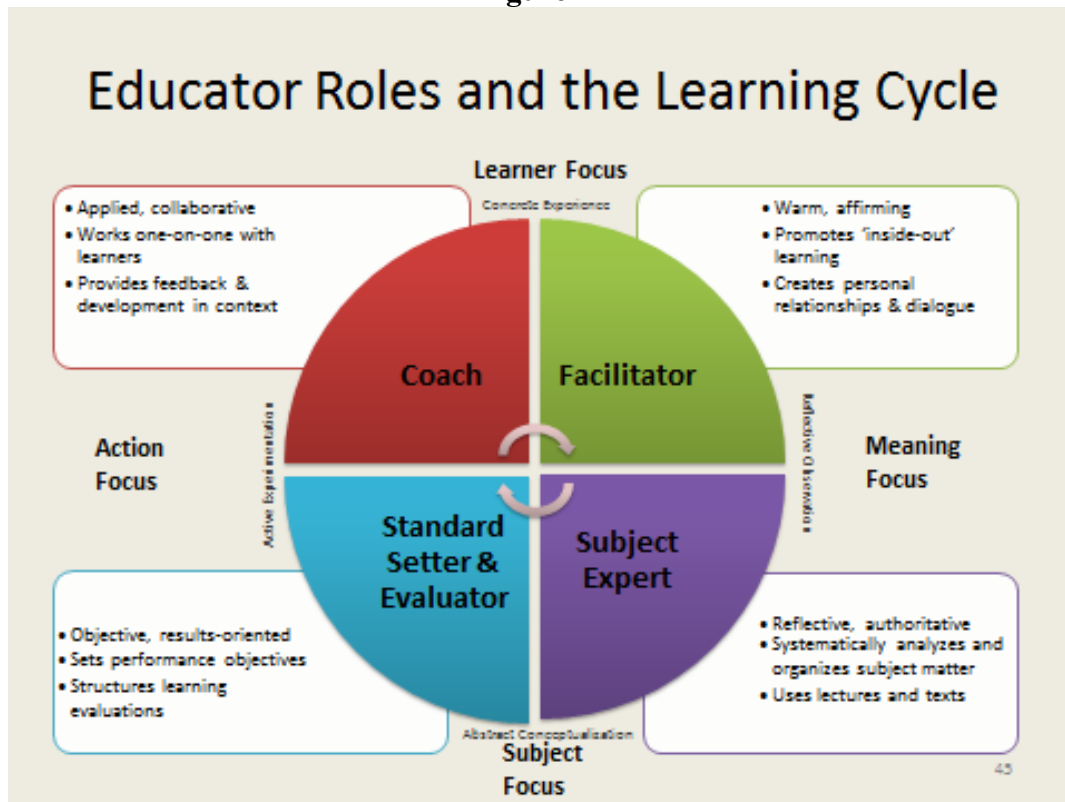 Educator Roles and the Learning Cycle
Learner Focus
Concrete Experience
• Applied, collaborative
• Works one-on-one with
learners
• Provides feedback &
development in context
• Warm, affirming
• Promotes ‘inside-out’
learning
• Creates personal
relationships & dialogue
Coach
Facilitator
Action
Focus
Active Experimentation
Reflective Observation
Meaning
Focus
Standard
Setter &
Evaluator
Subject
Expert
• Objective, results-oriented
• Sets performance objectives
• Structures learning
evaluations
• Reflective, authoritative
• Systematically analyzes and
organizes subject matter
• Uses lectures and texts
Abstract Conceptualization
Subject
Focus